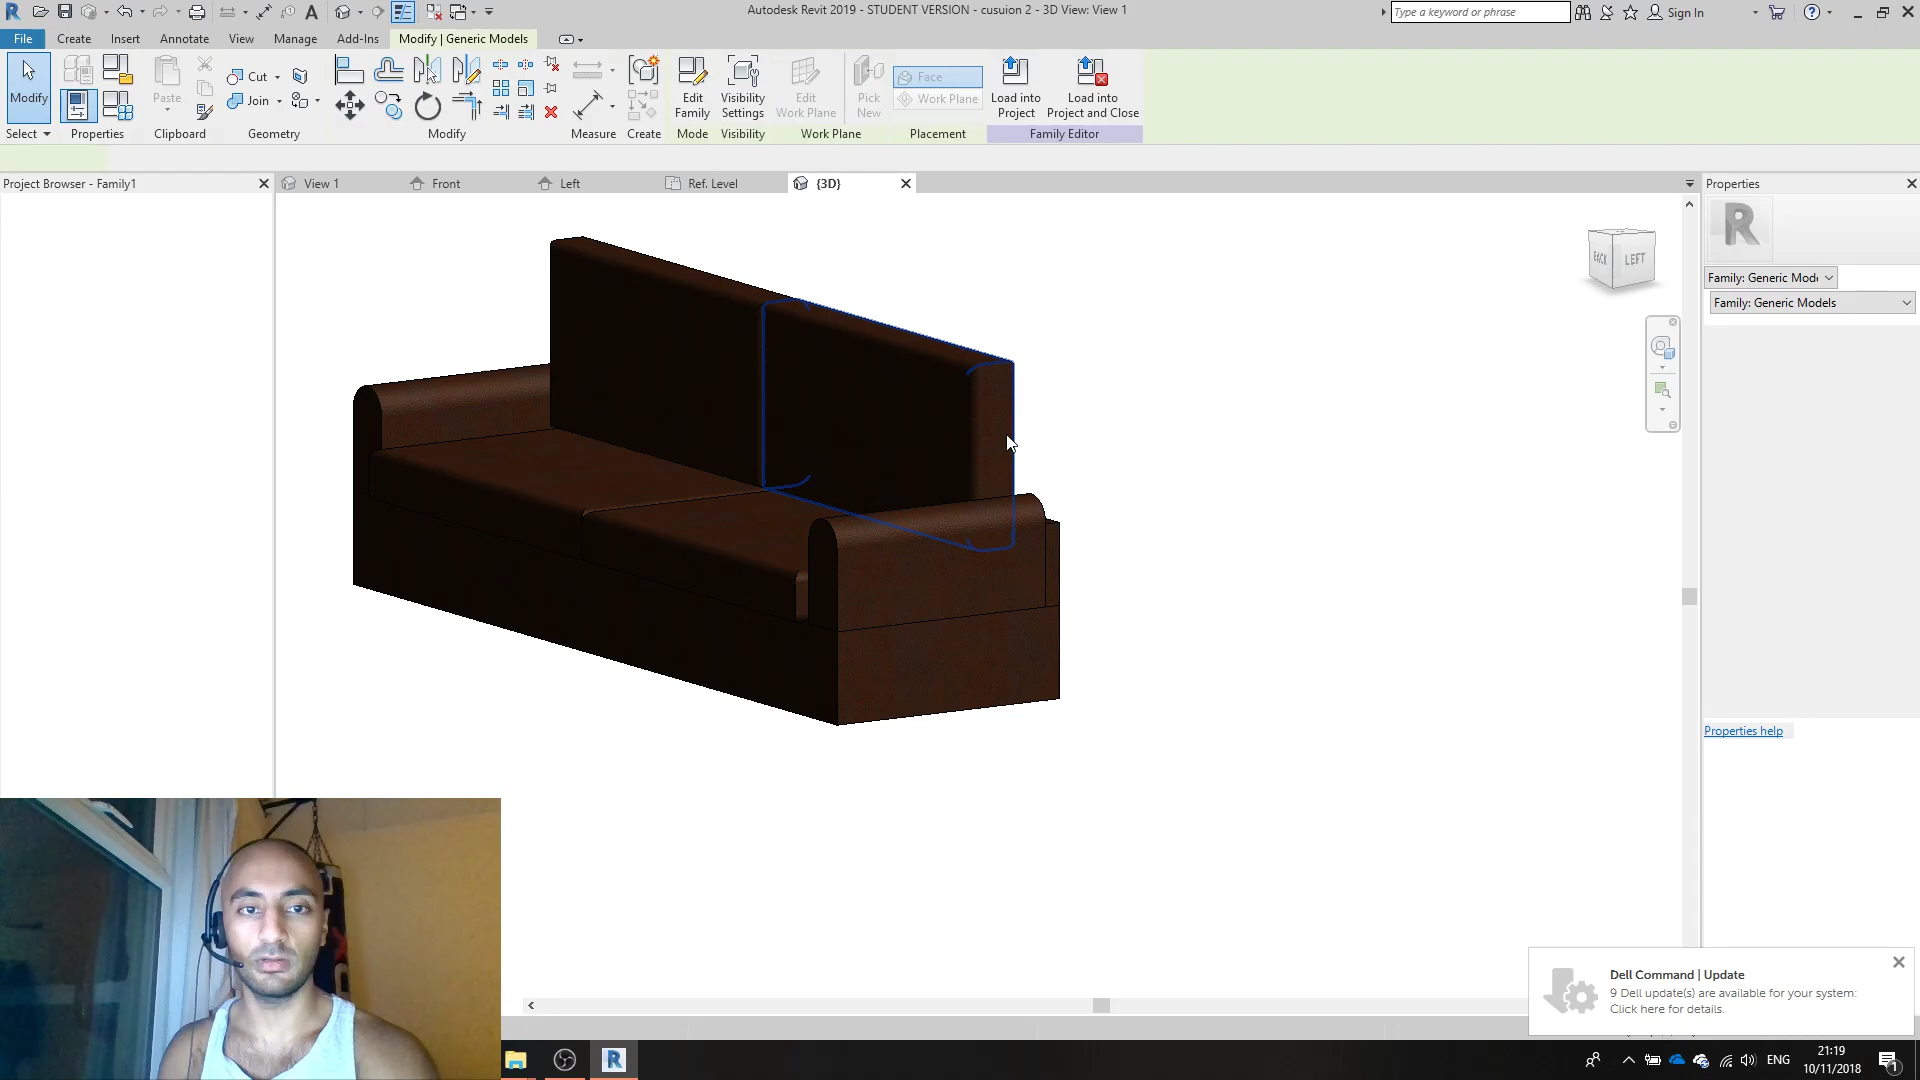 Autodesk Revit 2019 - STUDENT VERSION - cusuion 2 - 3D View: View 1
Type a keyword or phrase
Sign In
File Create Insert Annotate View Manage Add-Ins Modify | Generic Models
Modify
Paste
Cut
Join
Edit Family
Visibility Settings
Edit Work Plane
Pick New
Face
Work Plane
Load into Project
Load into Project and Close
Select Properties Clipboard Geometry Modify Measure Create Mode Visibility Work Plane Placement Family Editor
Project Browser - Family1
View 1
Front
Left
Ref. Level
{3D}
Properties
BACK
LEFT
R
Family: Generic Mode
Family: Generic Models
Properties help
Dell Command | Update
9 Dell update(s) are available for your system:
Click here for details.
ENG
21:19
10/11/2018
1